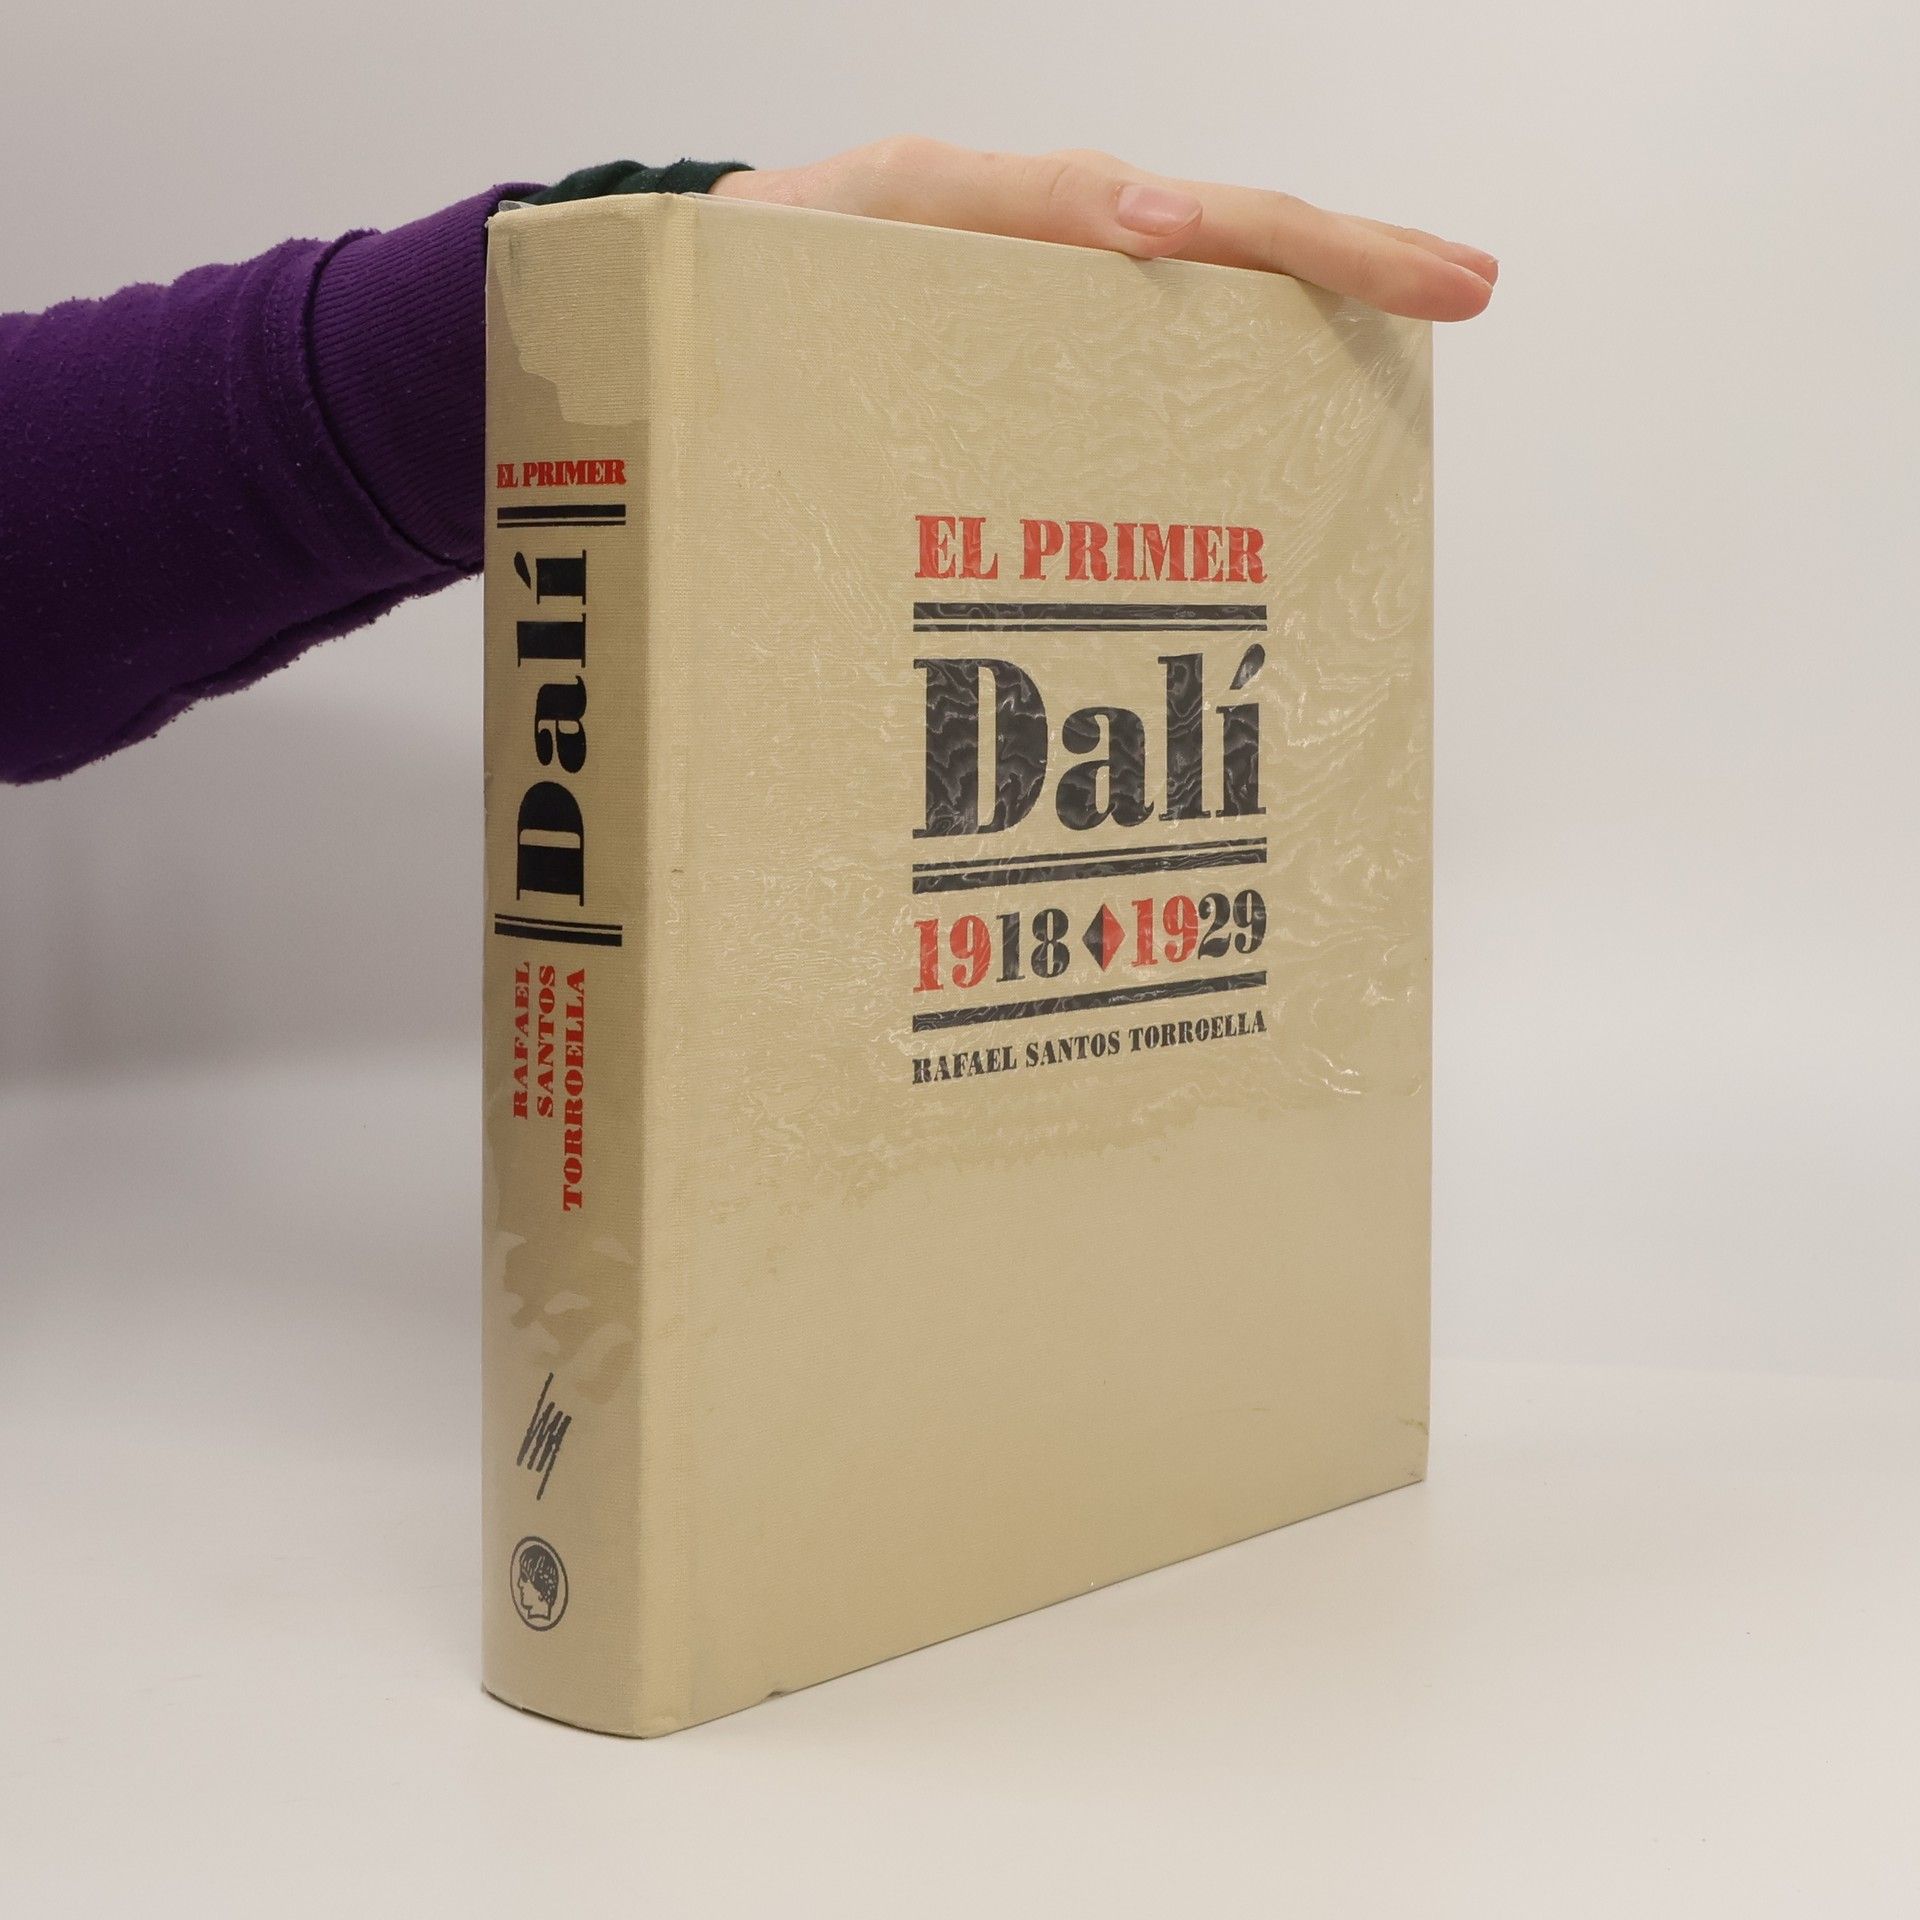 EL PRIMER
Dalí
RAFAEL
SANTOS
TORROELLA
EL PRIMER
Dalí
1918♦1929
RAFAEL SANTOS TORROELLA